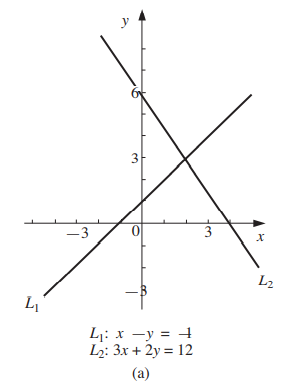 y
6
3
−3
0
3
x
−3
L₁
L₂
L₁: x − y = −1
L₂: 3x + 2y = 12
(a)